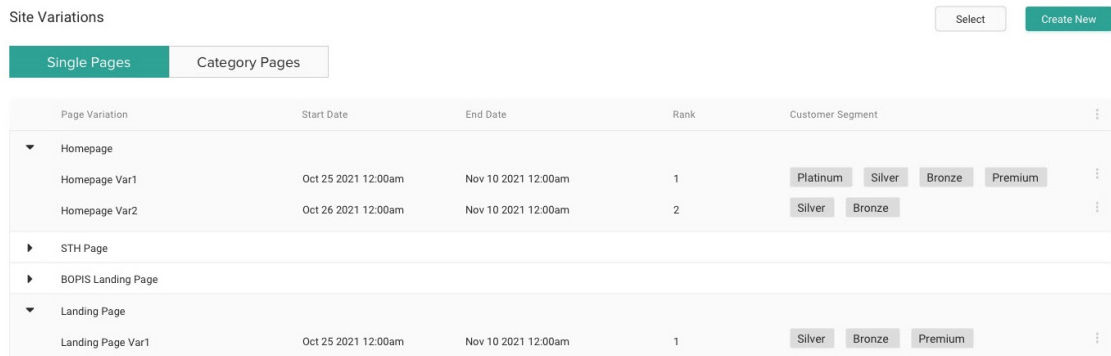 Site Variations Select Create New
Single Pages Category Pages
Page Variation Start Date End Date Rank Customer Segment
Homepage
Homepage Var1 Oct 25 2021 12:00am Nov 10 2021 12:00am 1 Platinum Silver Bronze Premium
Homepage Var2 Oct 26 2021 12:00am Nov 10 2021 12:00am 2 Silver Bronze
STH Page
BOPIS Landing Page
Landing Page
Landing Page Var1 Oct 25 2021 12:00am Nov 10 2021 12:00am 1 Silver Bronze Premium